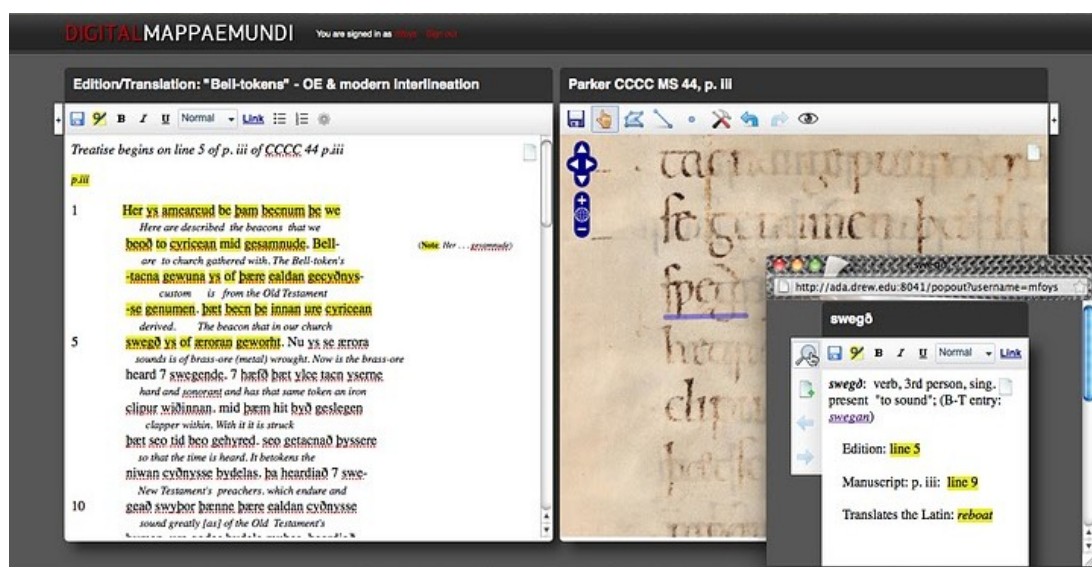 DIGITALMAPPAEMUNDI You are signed in as mfoys Sign out
Edition/Translation: "Bell-tokens" - OE & modern interlineation
B I U Normal Link
Treatise begins on line 5 of p. iii of CCCC 44 p.iii
p.iii
1 Her ys amearcud be þam becnum þe we
Here are described the beacons that we
beoð to cyricean mid gesamnude. Bell-
are to church gathered with. The Bell-token's
(Note: Her . . . gesamnude)
-tacna gewuna ys of þære ealdan gecyðnys-
custom is from the Old Testament
-se genumen. þæt becn þe innan ure cyricean
derived. The beacon that in our church
5 swegð ys of æroran geworht. Nu ys se ærora
sounds is of brass-ore (metal) wrought. Now is the brass-ore
heard 7 swegende. 7 hæfð þæt ylce tacn yserne
hard and sonorant and has that same token an iron
clipur wiðinnan. mid þæm hit byð geslegen
clapper within. With it it is struck
þæt seo tid beo gehyred. seo getacnað þyssere
so that the time is heard. It betokens the
niwan cyðnysse bydelas. þa heardiað 7 swe-
New Testament's preachers. which endure and
10 geað swyþor þænne þære ealdan cyðnysse
sound greatly [as] of the Old Testament's
Parker CCCC MS 44, p. iii
swegð
http://ada.drew.edu:8041/popout?username=mfoys
swegð
B I U Normal Link
swegð: verb, 3rd person, sing.
present "to sound"; (B-T entry:
swegan)
Edition: line 5
Manuscript: p. iii: line 9
Translates the Latin: reboat